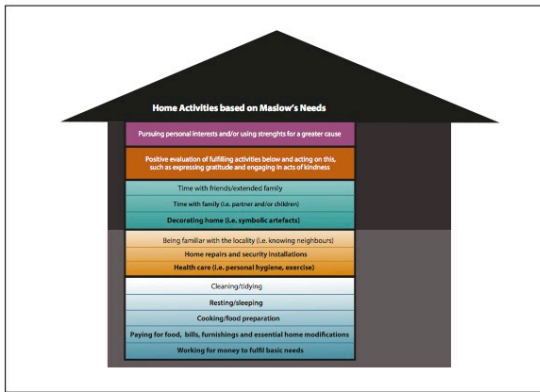 Home Activities based on Maslow's Needs
Pursuing personal interests and/or using strenghts for a greater cause
Positive evaluation of fulfilling activities below and acting on this,
such as expressing gratitude and engaging in acts of kindness
Time with friends/extended family
Time with family (i.e. partner and/or children)
Decorating home (i.e. symbolic artefacts)
Being familiar with the locality (i.e. knowing neighbours)
Home repairs and security installations
Health care (i.e. personal hygiene, exercise)
Cleaning/tidying
Resting/sleeping
Cooking/food preparation
Paying for food, bills, furnishings and essential home modifications
Working for money to fulfil basic needs